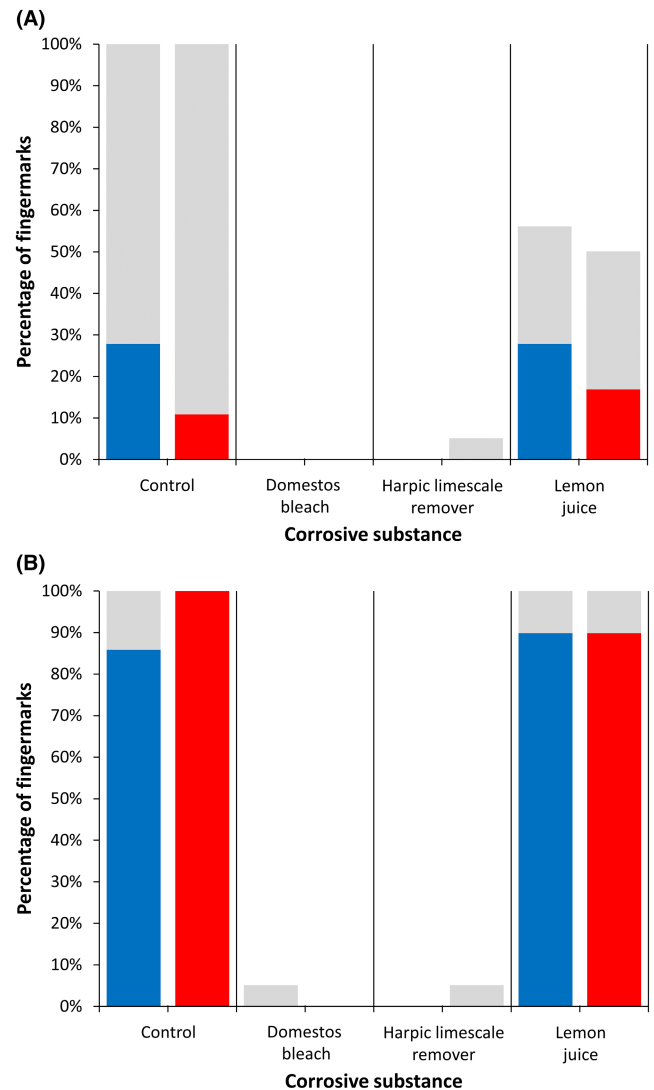 (A)
Percentage of fingermarks
100%
90%
80%
70%
60%
50%
40%
30%
20%
10%
0%
Control
Domestos
bleach
Harpic limescale
remover
Lemon
juice
Corrosive substance
(B)
Percentage of fingermarks
100%
90%
80%
70%
60%
50%
40%
30%
20%
10%
0%
Control
Domestos
bleach
Harpic limescale
remover
Lemon
juice
Corrosive substance